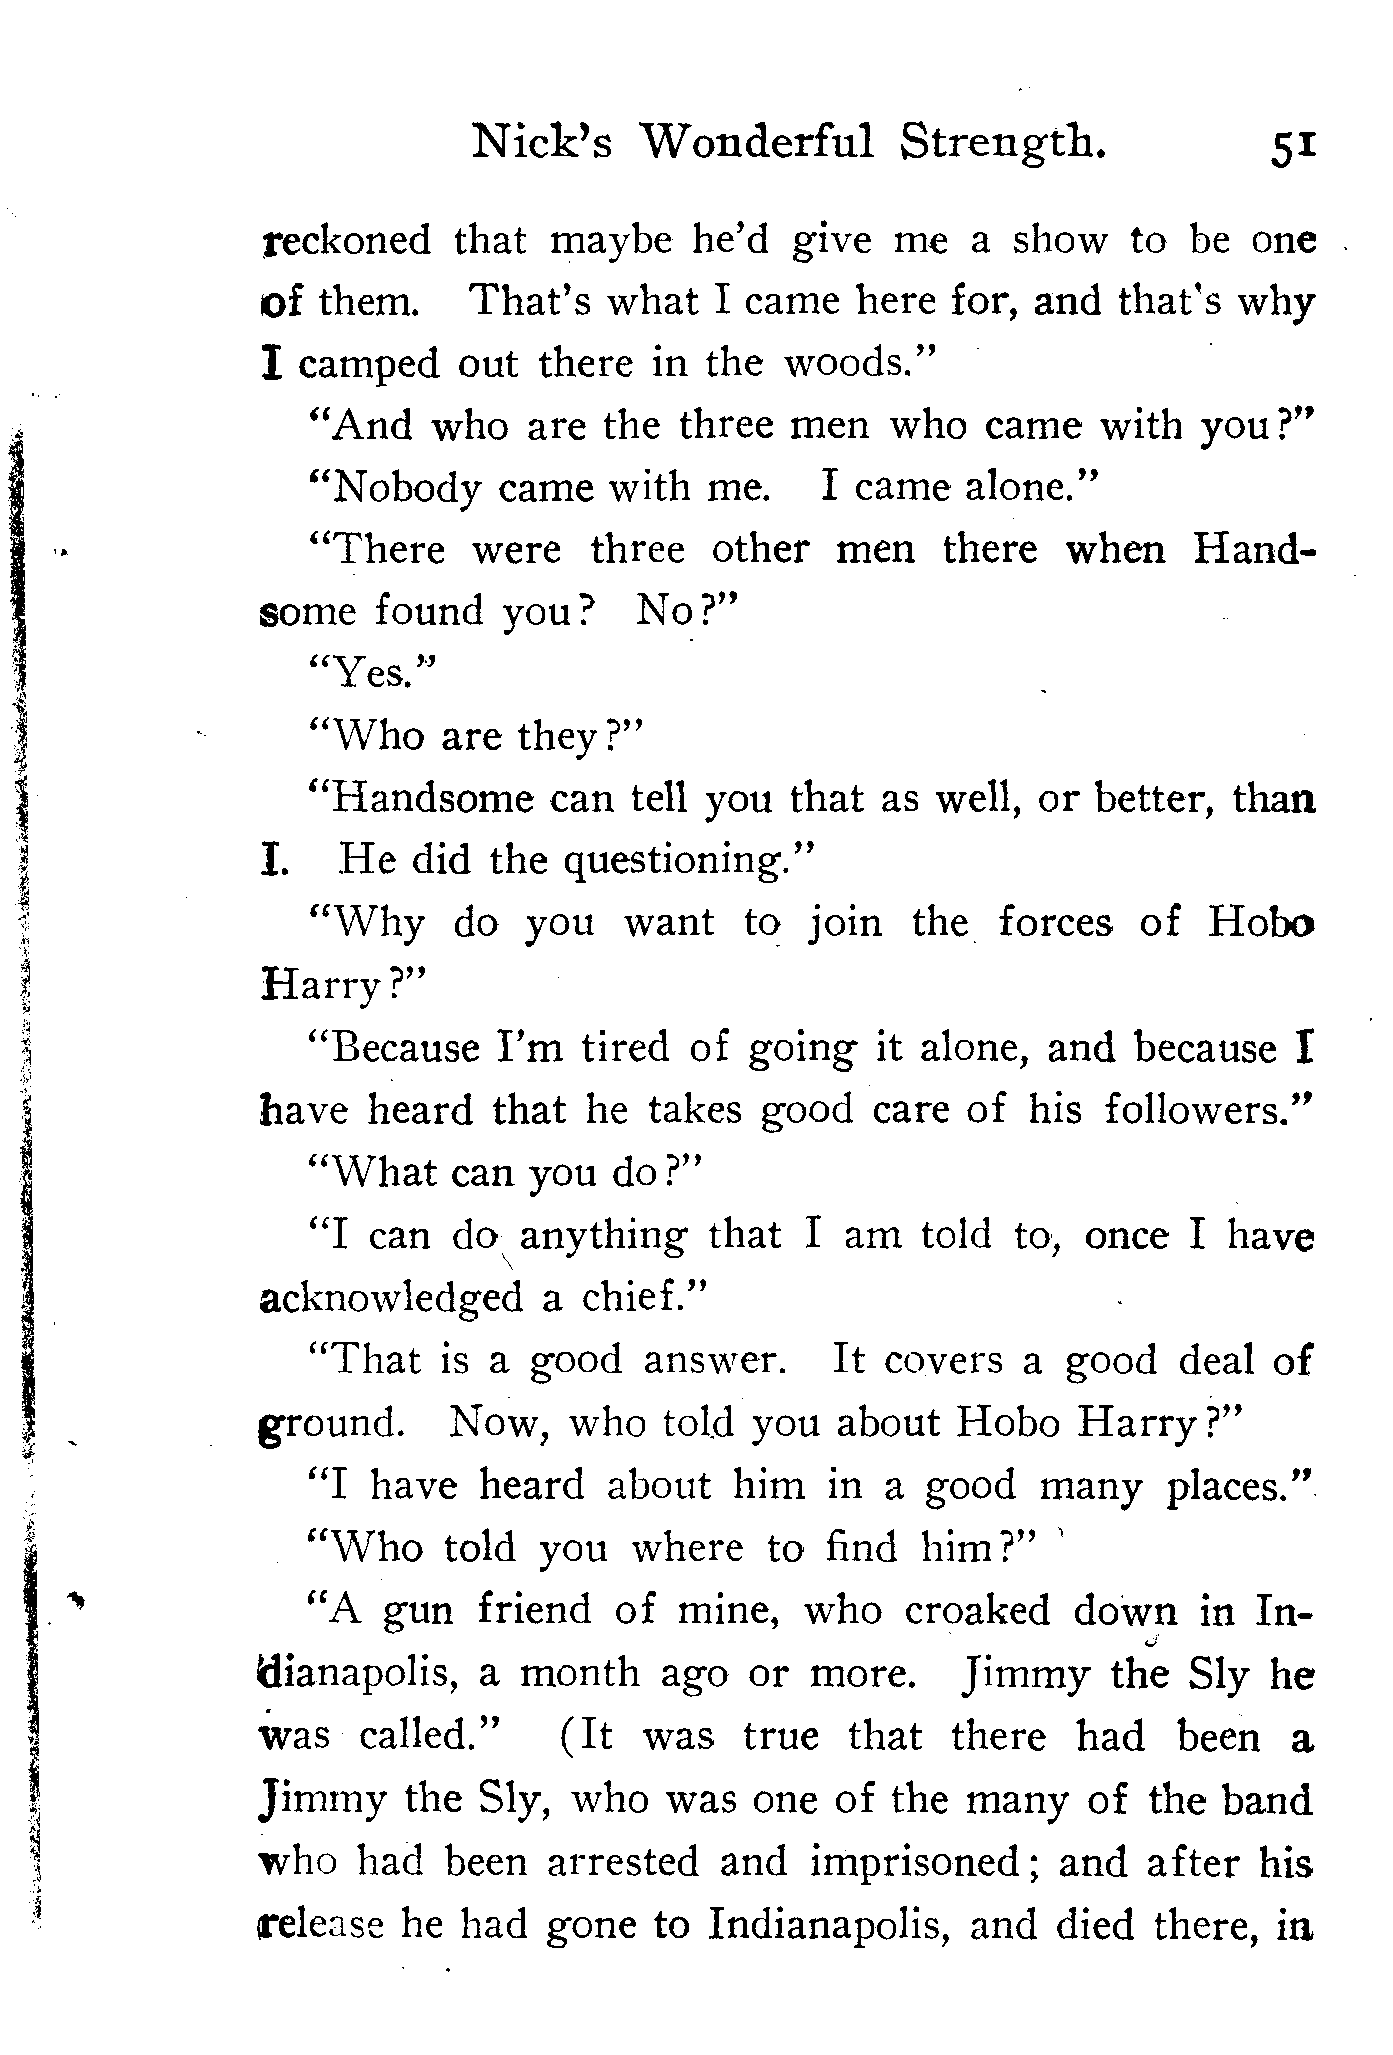 Nick's Wonderful Strength. 51
reckoned that maybe he'd give me a show to be one
of them. That's what I came here for, and that's why
I camped out there in the woods."
"And who are the three men who came with you?"
"Nobody came with me. I came alone."
"There were three other men there when Hand-
some found you? No?"
"Yes."
"Who are they?"
"Handsome can tell you that as well, or better, than
I. He did the questioning."
"Why do you want to join the forces of Hobo
Harry?"
"Because I'm tired of going it alone, and because I
have heard that he takes good care of his followers."
"What can you do?"
"I can do anything that I am told to, once I have
acknowledged a chief."
"That is a good answer. It covers a good deal of
ground. Now, who told you about Hobo Harry?"
"I have heard about him in a good many places."
"Who told you where to find him?"
"A gun friend of mine, who croaked down in In-
dianapolis, a month ago or more. Jimmy the Sly he
was called." (It was true that there had been a
Jimmy the Sly, who was one of the many of the band
who had been arrested and imprisoned; and after his
release he had gone to Indianapolis, and died there, in